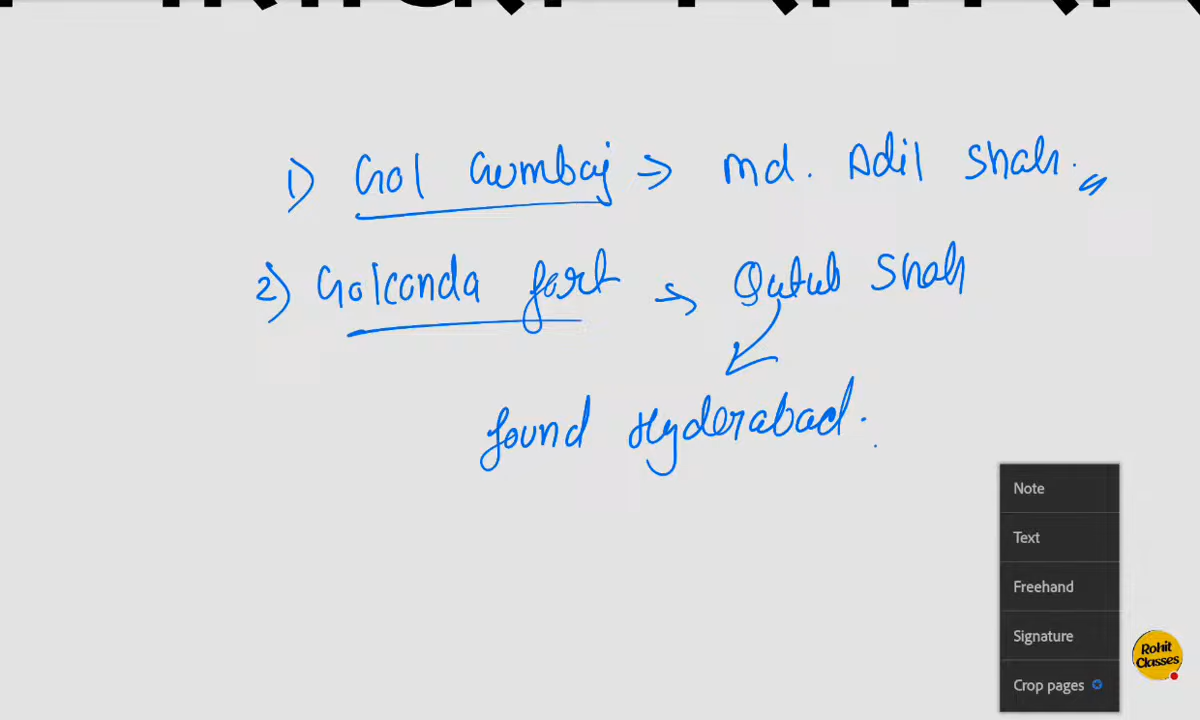 1) Gol Gumbaj → Md. Adil Shah.
2) Golconda fort → Qutub Shah
found Hyderabad.
Note
Text
Freehand
Signature
Crop pages
Rohit
Classes